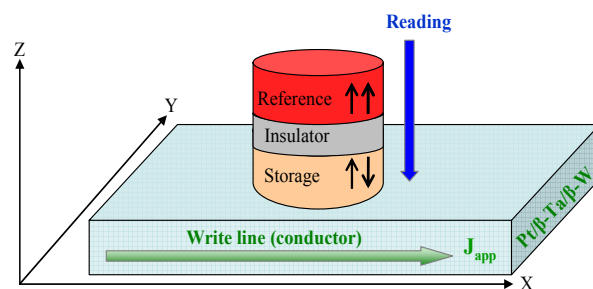 Reading
Z
Y
Reference
Insulator
Storage
Write line (conductor)
J_app
Pt/β-Ta/β-W
X